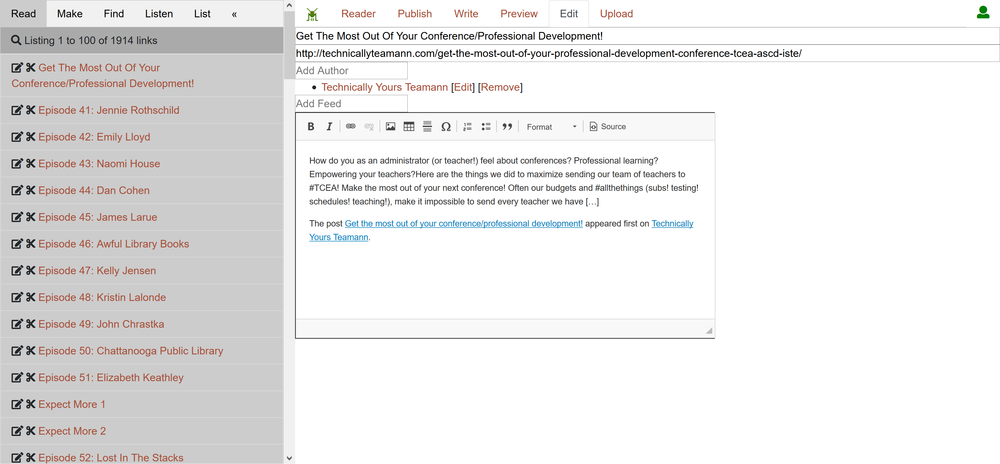 Read Make Find Listen List «
Listing 1 to 100 of 1914 links
Get The Most Out Of Your
Conference/Professional Development!
Episode 41: Jennie Rothschild
Episode 42: Emily Lloyd
Episode 43: Naomi House
Episode 44: Dan Cohen
Episode 45: James Larue
Episode 46: Awful Library Books
Episode 47: Kelly Jensen
Episode 48: Kristin Lalonde
Episode 49: John Chrastka
Episode 50: Chattanooga Public Library
Episode 51: Elizabeth Keathley
Expect More 1
Expect More 2
Episode 52: Lost In The Stacks
Reader Publish Write Preview Edit Upload
Get The Most Out Of Your Conference/Professional Development!
http://technicallyteamann.com/get-the-most-out-of-your-professional-development-conference-tcea-ascd-iste/
Add Author
• Technically Yours Teamann [Edit] [Remove]
Add Feed
B I Ω Format Source
How do you as an administrator (or teacher!) feel about conferences? Professional learning?
Empowering your teachers?Here are the things we did to maximize sending our team of teachers to
#TCEA! Make the most out of your next conference! Often our budgets and #allthethings (subs! testing!
schedules! teaching!), make it impossible to send every teacher we have […]
The post Get the most out of your conference/professional development! appeared first on Technically
Yours Teamann.